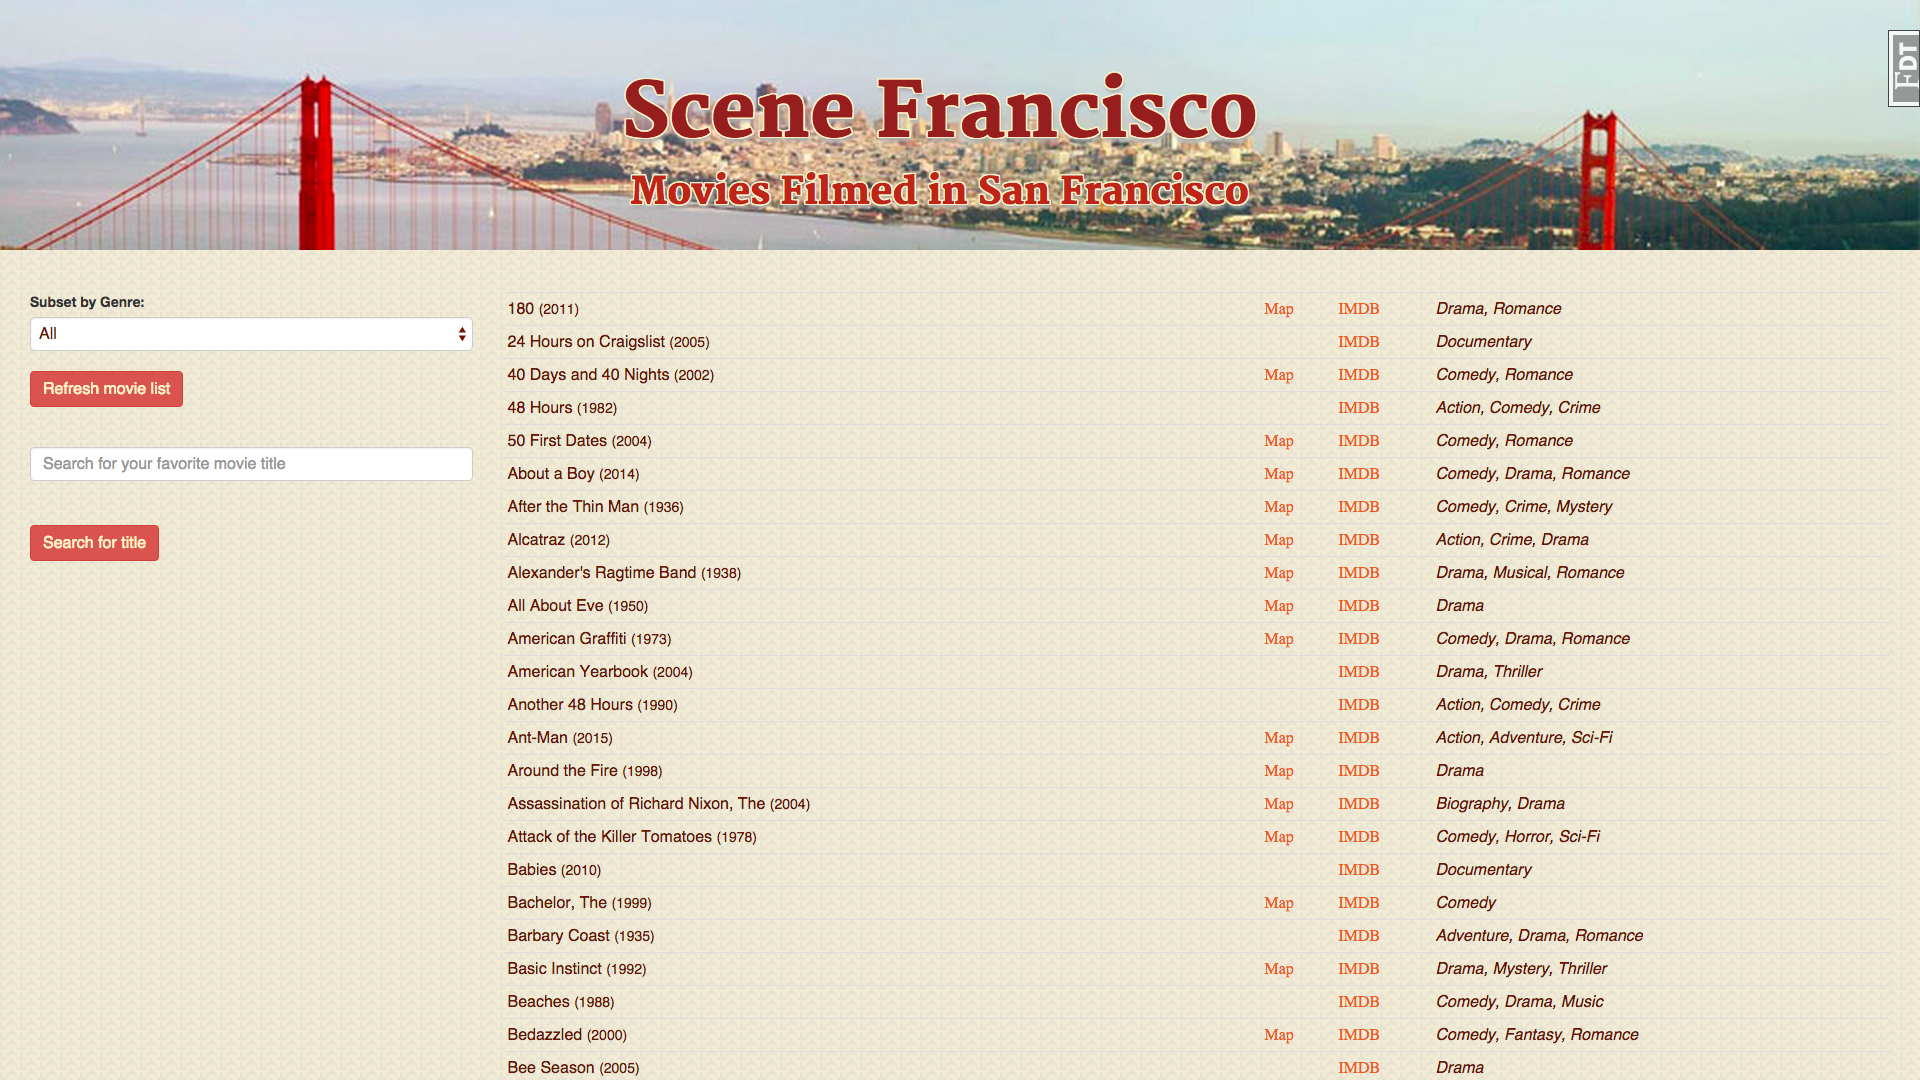 Scene Francisco
Movies Filmed in San Francisco
FDT
Subset by Genre:
All
Refresh movie list
Search for your favorite movie title
Search for title
180 (2011) Map IMDB Drama, Romance
24 Hours on Craigslist (2005) IMDB Documentary
40 Days and 40 Nights (2002) Map IMDB Comedy, Romance
48 Hours (1982) IMDB Action, Comedy, Crime
50 First Dates (2004) Map IMDB Comedy, Romance
About a Boy (2014) Map IMDB Comedy, Drama, Romance
After the Thin Man (1936) Map IMDB Comedy, Crime, Mystery
Alcatraz (2012) Map IMDB Action, Crime, Drama
Alexander's Ragtime Band (1938) Map IMDB Drama, Musical, Romance
All About Eve (1950) Map IMDB Drama
American Graffiti (1973) Map IMDB Comedy, Drama, Romance
American Yearbook (2004) IMDB Drama, Thriller
Another 48 Hours (1990) IMDB Action, Comedy, Crime
Ant-Man (2015) Map IMDB Action, Adventure, Sci-Fi
Around the Fire (1998) Map IMDB Drama
Assassination of Richard Nixon, The (2004) Map IMDB Biography, Drama
Attack of the Killer Tomatoes (1978) Map IMDB Comedy, Horror, Sci-Fi
Babies (2010) IMDB Documentary
Bachelor, The (1999) Map IMDB Comedy
Barbary Coast (1935) IMDB Adventure, Drama, Romance
Basic Instinct (1992) Map IMDB Drama, Mystery, Thriller
Beaches (1988) IMDB Comedy, Drama, Music
Bedazzled (2000) Map IMDB Comedy, Fantasy, Romance
Bee Season (2005) IMDB Drama